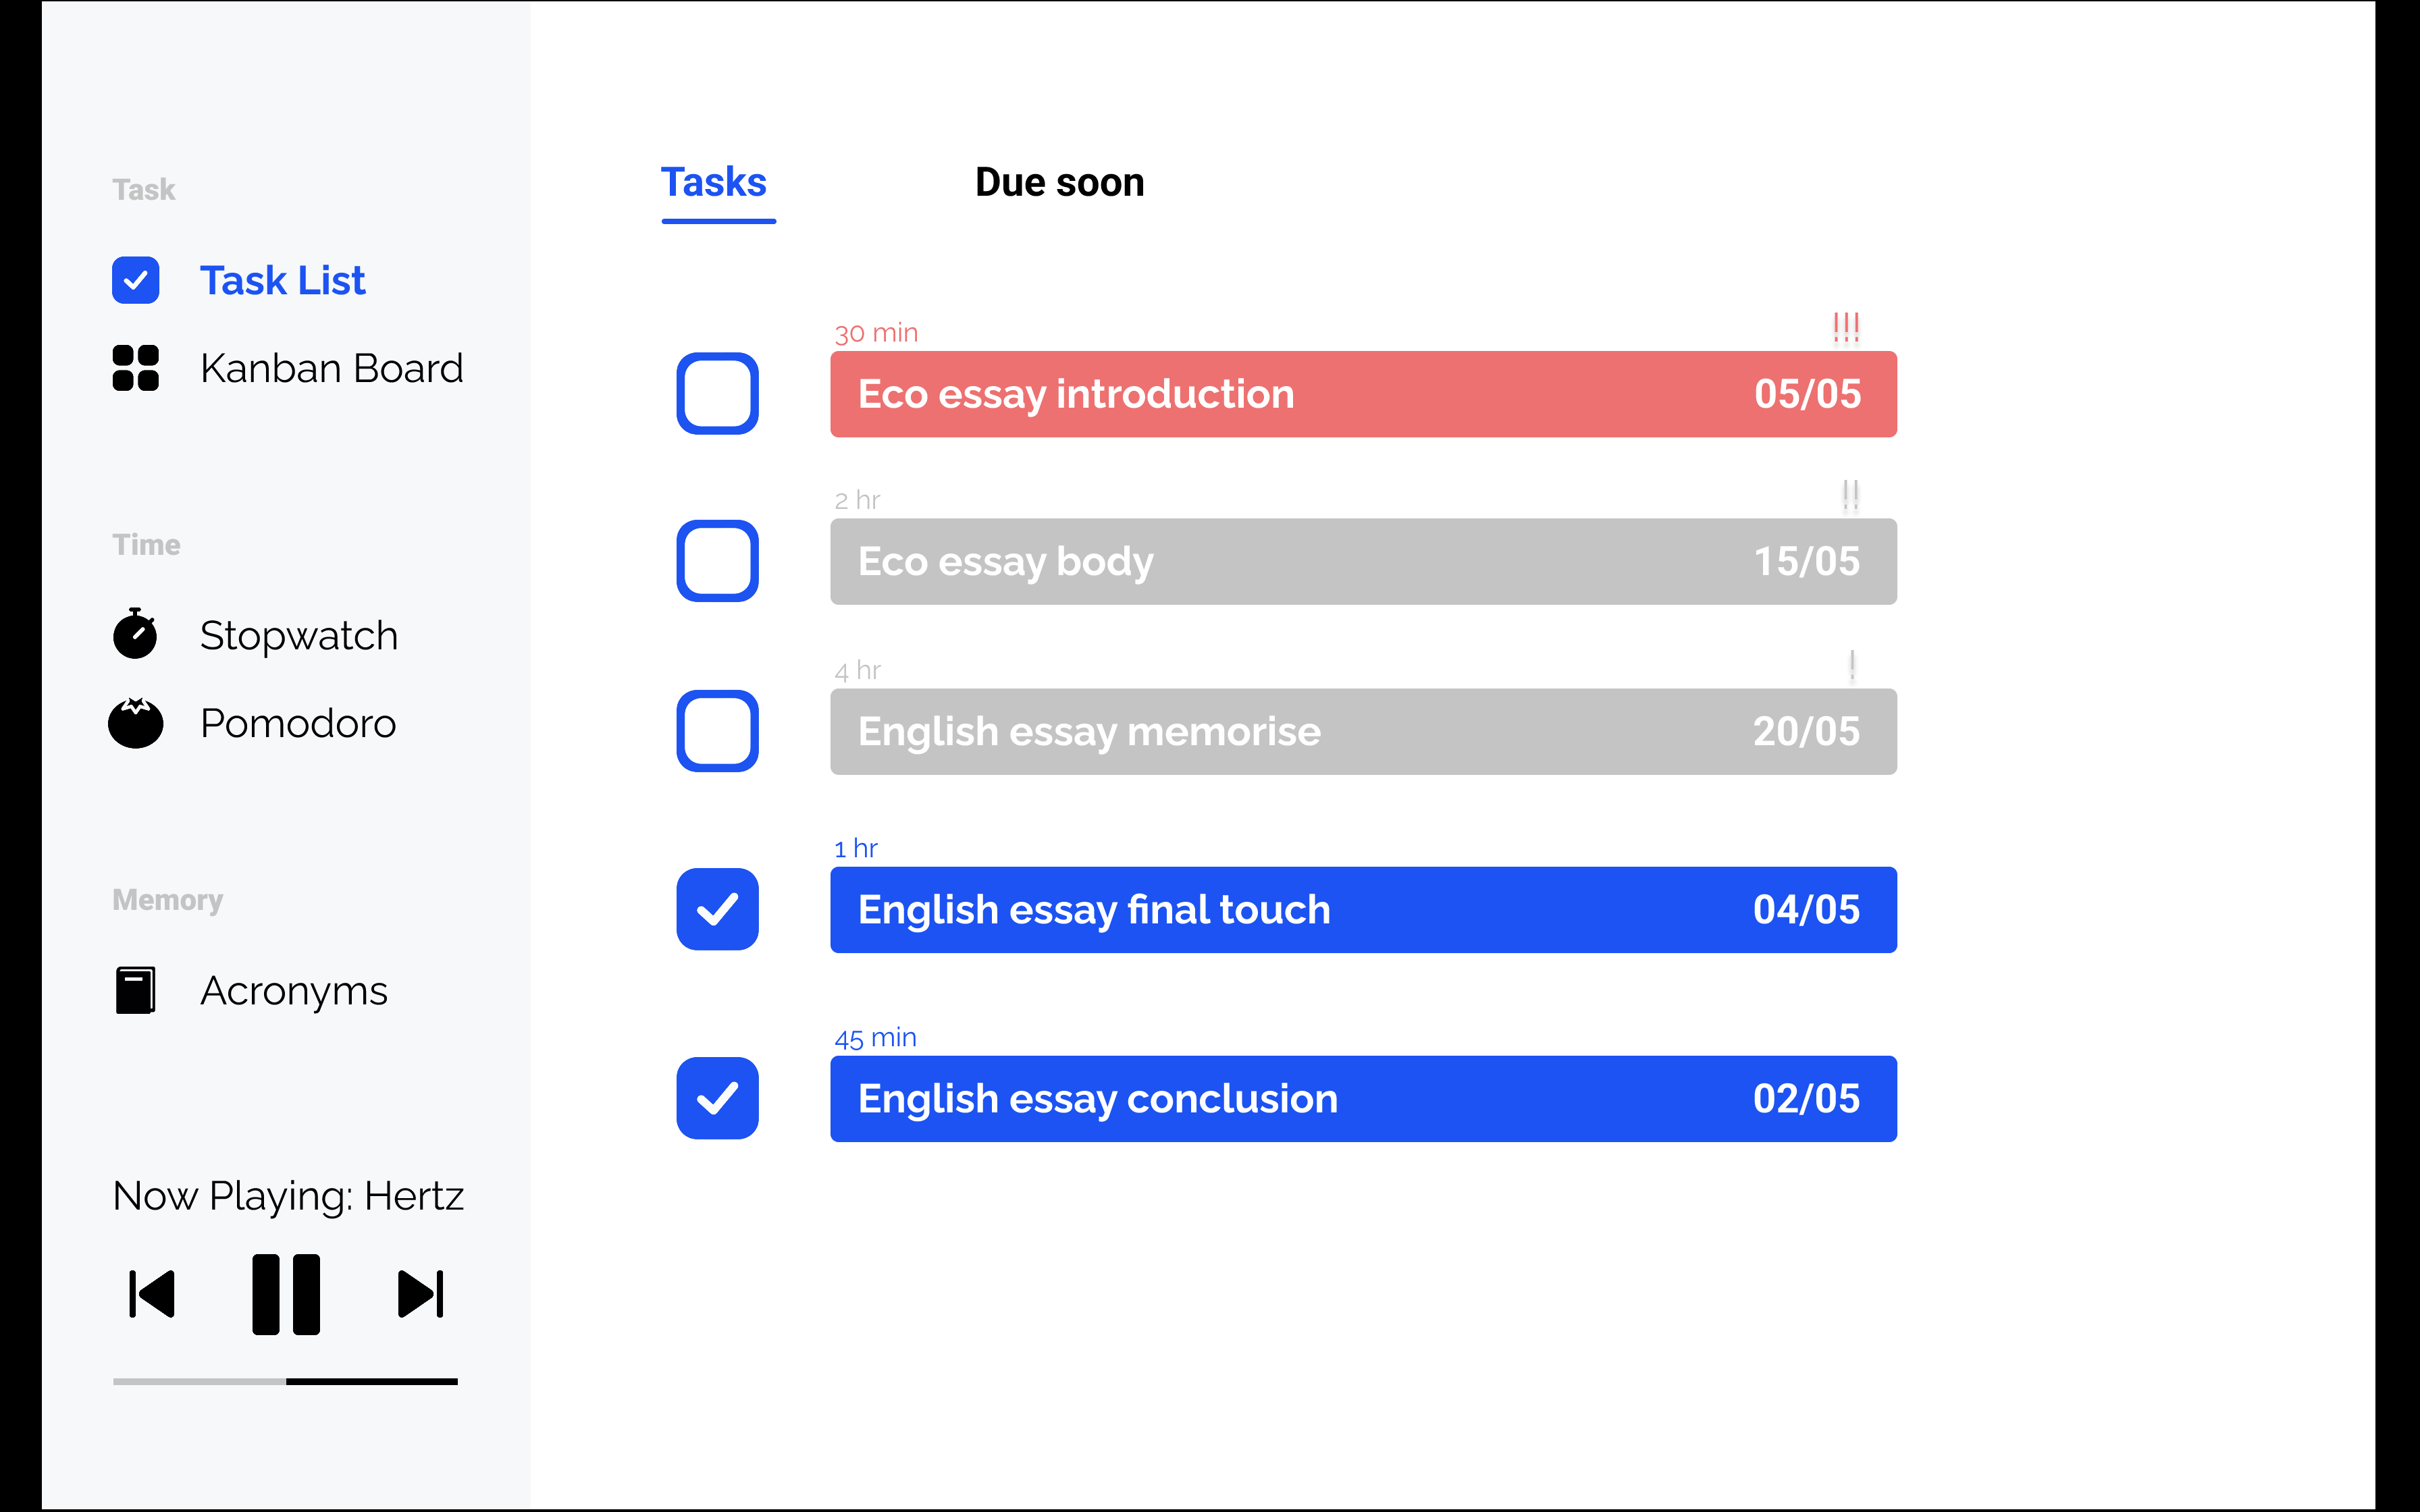 Task
Task List
Kanban Board
Time
Stopwatch
Pomodoro
Memory
Acronyms
Now Playing: Hertz
Tasks
Due soon
30 min
!!!
Eco essay introduction
05/05
2 hr
!!
Eco essay body
15/05
4 hr
!
English essay memorise
20/05
1 hr
English essay final touch
04/05
45 min
English essay conclusion
02/05